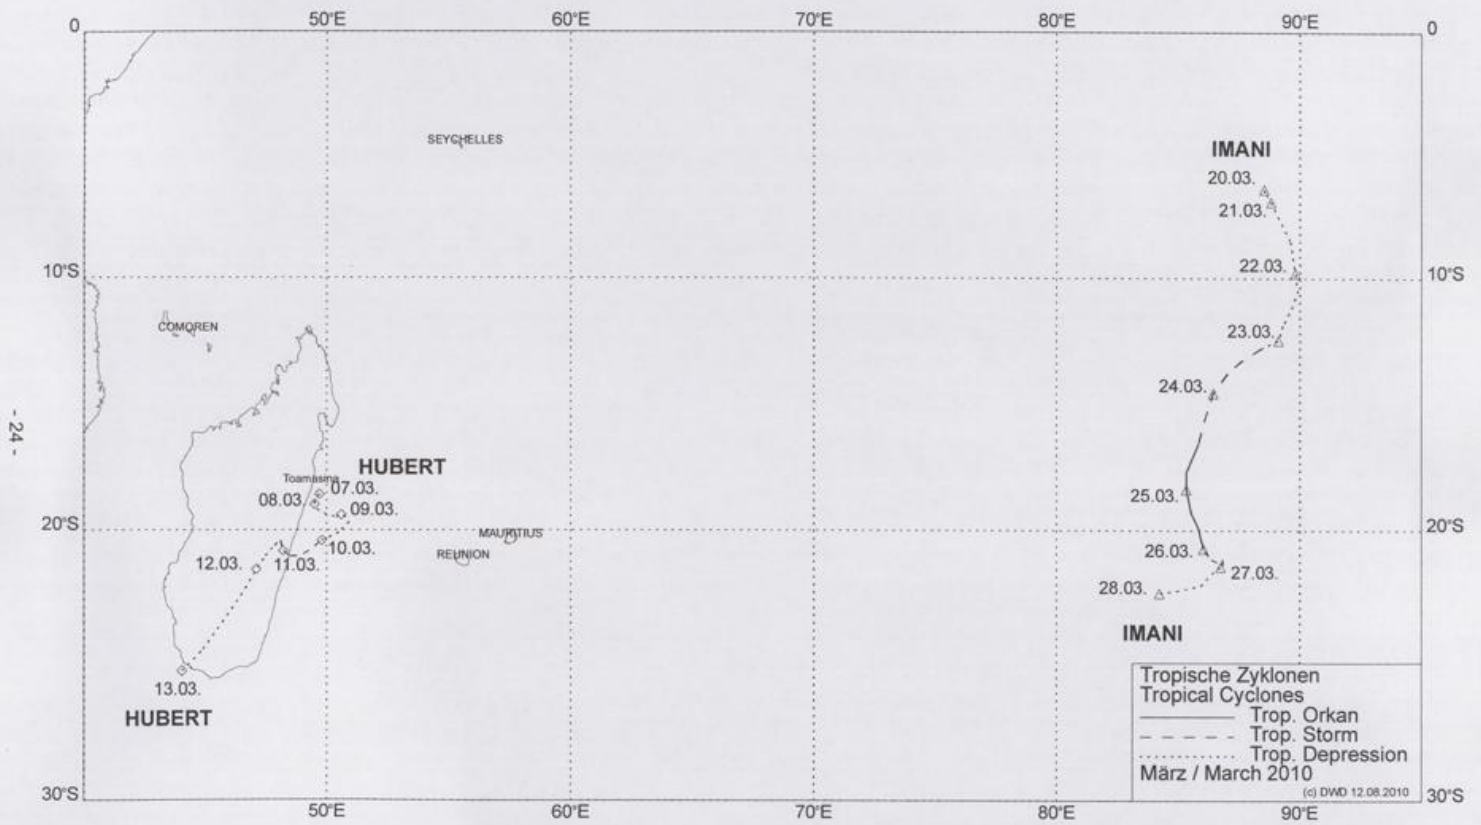 50°E 60°E 70°E 80°E 90°E
0 0
SEYCHELLES
IMANI
20.03.
21.03.
22.03.
10°S 10°S
COMOREN
23.03.
24.03.
- 24 -
HUBERT
Toamasina
07.03.
08.03.
09.03.
25.03.
20°S 20°S
MAURITIUS
10.03.
REUNION
26.03.
12.03.
11.03.
27.03.
28.03.
IMANI
13.03.
HUBERT
Tropische Zyklonen
Tropical Cyclones
Trop. Orkan
Trop. Storm
Trop. Depression
März / March 2010
(c) DWD 12.08.2010
30°S 30°S
50°E 60°E 70°E 80°E 90°E